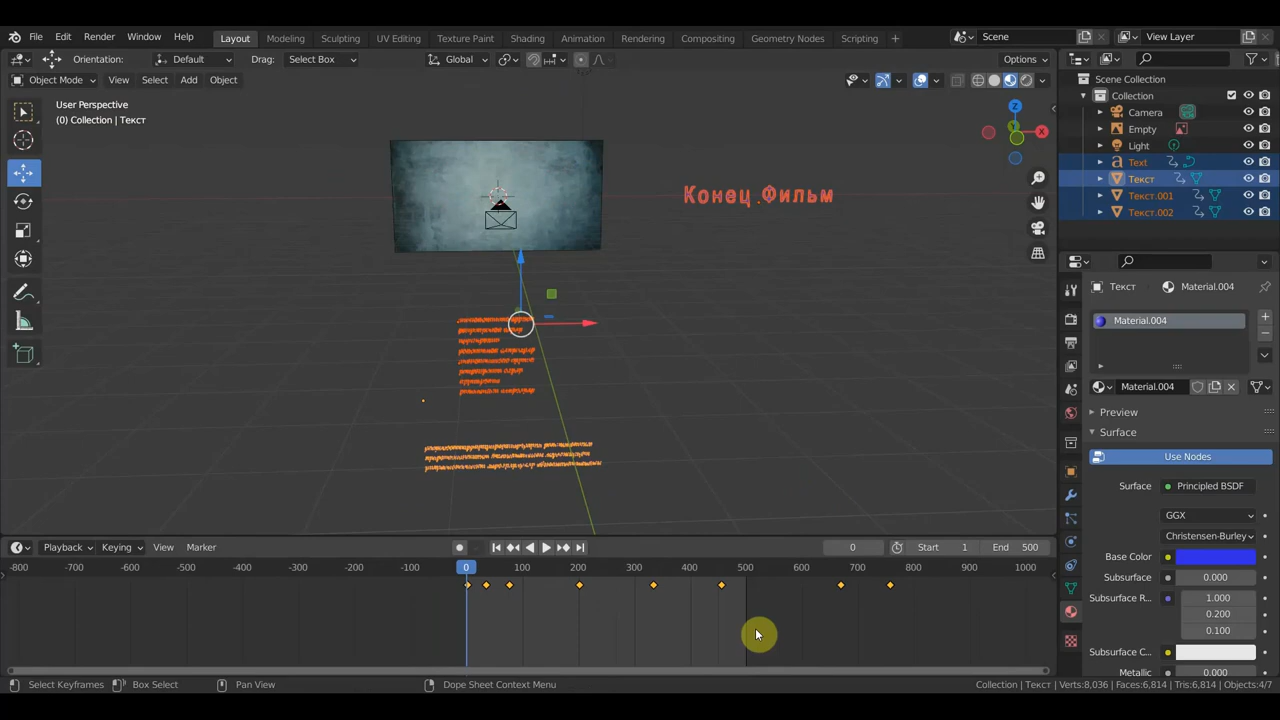 File Edit Render Window Help Layout Modeling Sculpting UV Editing Texture Paint Shading Animation Rendering Compositing Geometry Nodes Scripting + Scene View Layer
Orientation: Default Drag: Select Box Global Options
Object Mode View Select Add Object
User Perspective
(0) Collection | Текст
Конец.Фильм
X
Y
Z
Scene Collection
Collection
Camera
Empty
Light
Text
Текст
Текст.001
Текст.002
Текст Material.004
Material.004
Material.004
Preview
Surface
Use Nodes
Surface Principled BSDF
GGX
Christensen-Burley
Base Color
Subsurface 0.000
Subsurface R... 1.000
0.200
0.100
Subsurface C...
Metallic 0.000
Playback Keying View Marker 0 Start 1 End 500
-800 -700 -600 -500 -400 -300 -200 -100 0 100 200 300 400 500 600 700 800 900 1000
Select Keyframes Box Select Pan View Dope Sheet Context Menu Collection | Текст | Verts:8,036 | Faces:6,814 | Tris:6,814 | Objects:4/7